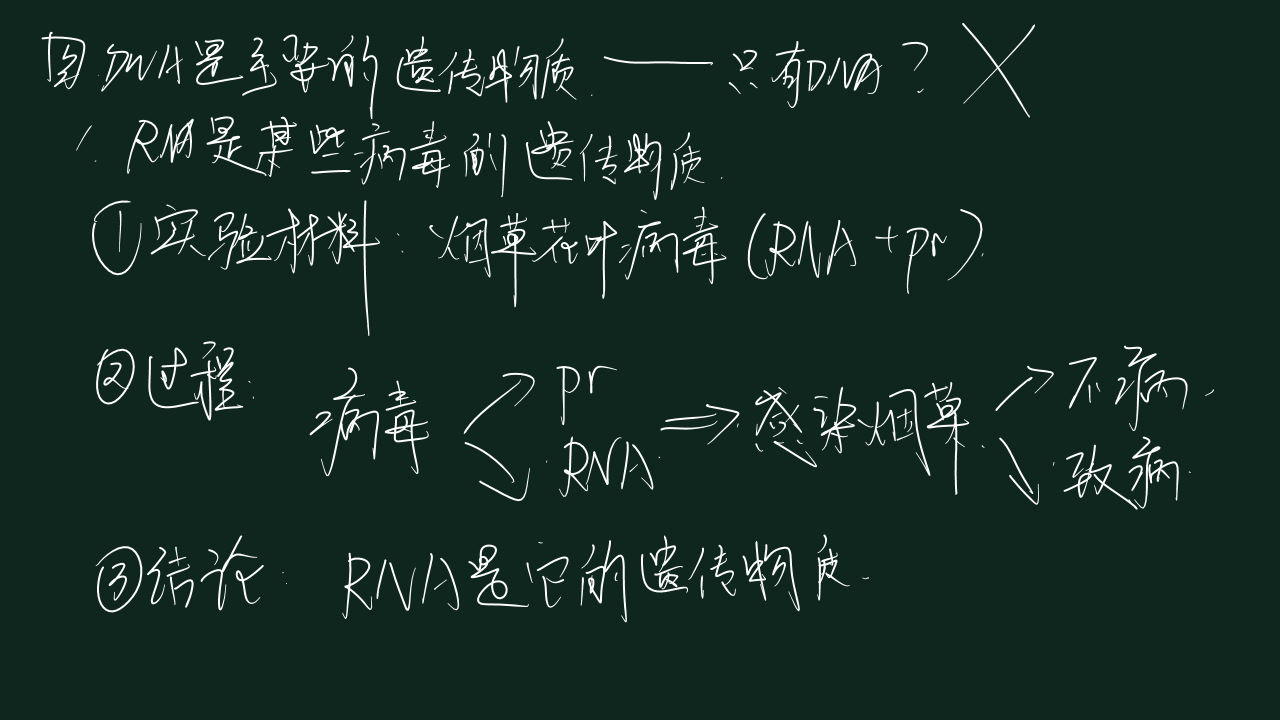 四.DNA是主要的遗传物质.——只有DNA？×
1. RNA是某些病毒的遗传物质.
①实验材料：烟草花叶病毒(RNA+pr).
②过程：
病毒 pr RNA ⇒ 感染烟草 不病. 致病.
③结论：RNA是它的遗传物质.